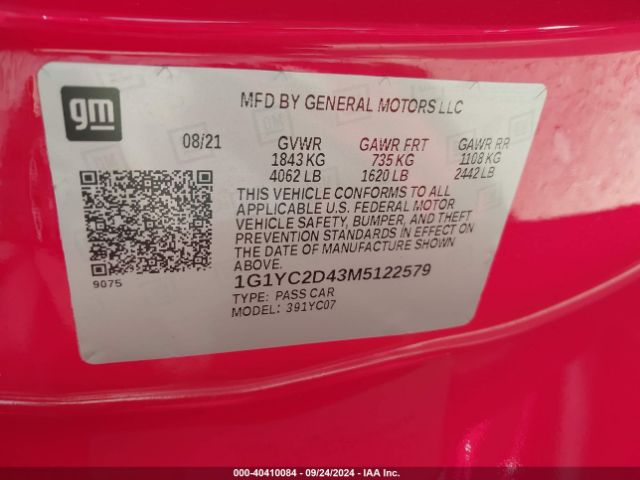 gm
MFD BY GENERAL MOTORS LLC
08/21 GVWR GAWR FRT GAWR RR
1843 KG 735 KG 1108 KG
4062 LB 1620 LB 2442 LB
THIS VEHICLE CONFORMS TO ALL
APPLICABLE U.S. FEDERAL MOTOR
VEHICLE SAFETY, BUMPER, AND THEFT
PREVENTION STANDARDS IN EFFECT ON
THE DATE OF MANUFACTURE SHOWN
ABOVE.
9075
1G1YC2D43M5122579
TYPE: PASS CAR
MODEL: 391YC07
000-40410084 - 09/24/2024 - IAA Inc.